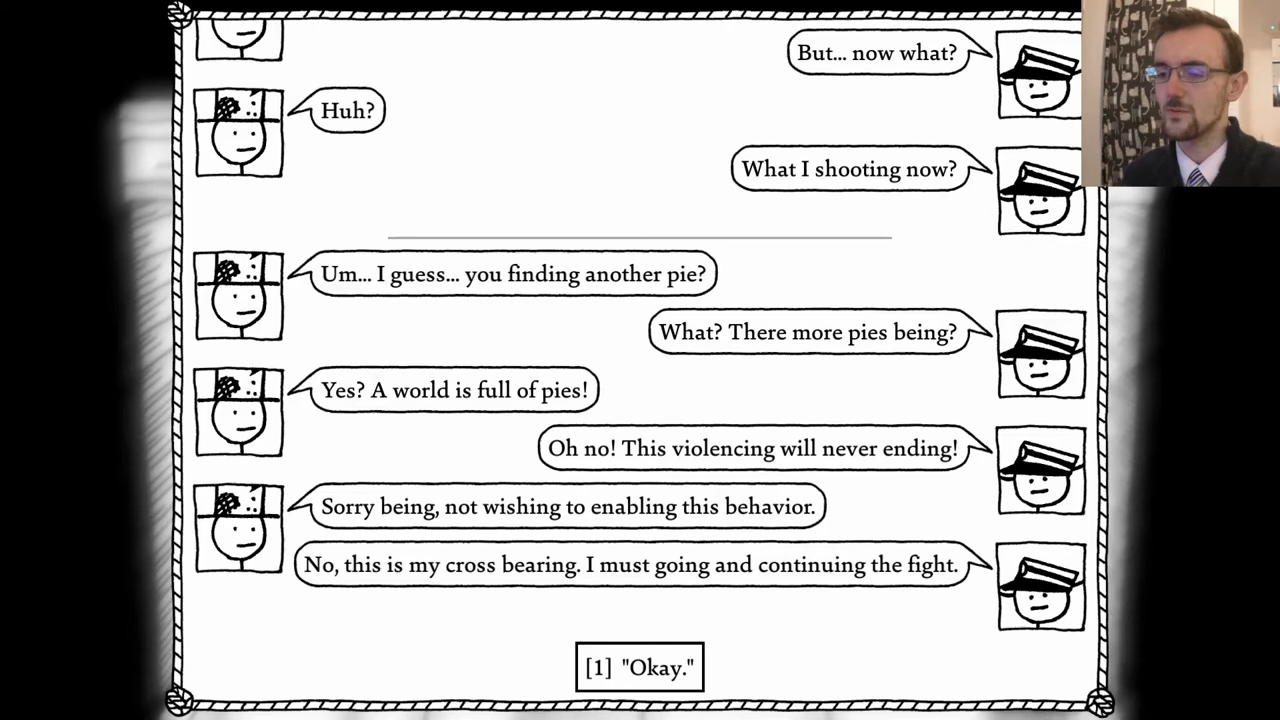 But... now what?
Huh?
What I shooting now?
Um... I guess... you finding another pie?
What? There more pies being?
Yes? A world is full of pies!
Oh no! This violencing will never ending!
Sorry being, not wishing to enabling this behavior.
No, this is my cross bearing. I must going and continuing the fight.
[1] "Okay."